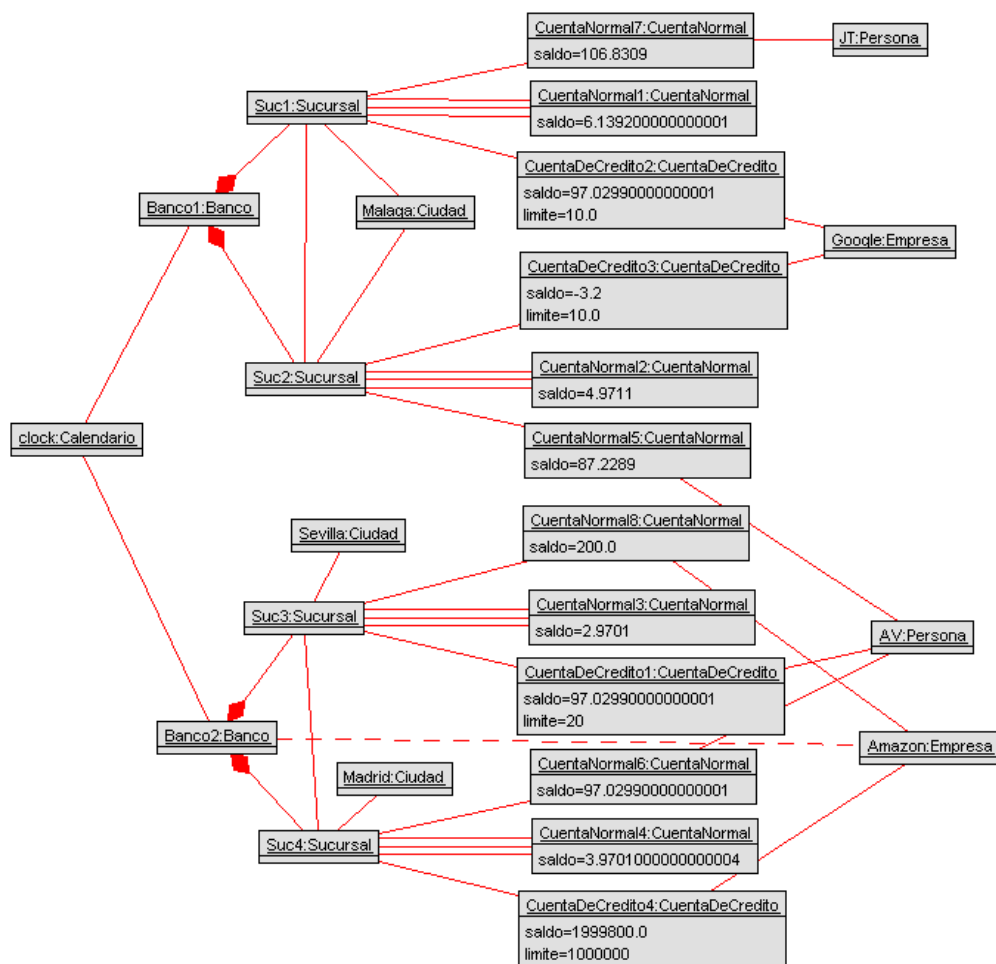 CuentaNormal7:CuentaNormal
saldo=106.8309
JT:Persona
Suc1:Sucursal
CuentaNormal1:CuentaNormal
saldo=6.139200000000001
CuentaDeCredito2:CuentaDeCredito
saldo=97.02990000000001
limite=10.0
Banco1:Banco
Malaga:Ciudad
Google:Empresa
CuentaDeCredito3:CuentaDeCredito
saldo=-3.2
limite=10.0
Suc2:Sucursal
CuentaNormal2:CuentaNormal
saldo=4.9711
clock:Calendario
CuentaNormal5:CuentaNormal
saldo=87.2289
Sevilla:Ciudad
CuentaNormal8:CuentaNormal
saldo=200.0
Suc3:Sucursal
CuentaNormal3:CuentaNormal
saldo=2.9701
AV:Persona
CuentaDeCredito1:CuentaDeCredito
saldo=97.02990000000001
limite=20
Banco2:Banco
Amazon:Empresa
Madrid:Ciudad
CuentaNormal6:CuentaNormal
saldo=97.02990000000001
Suc4:Sucursal
CuentaNormal4:CuentaNormal
saldo=3.9701000000000004
CuentaDeCredito4:CuentaDeCredito
saldo=1999800.0
limite=1000000